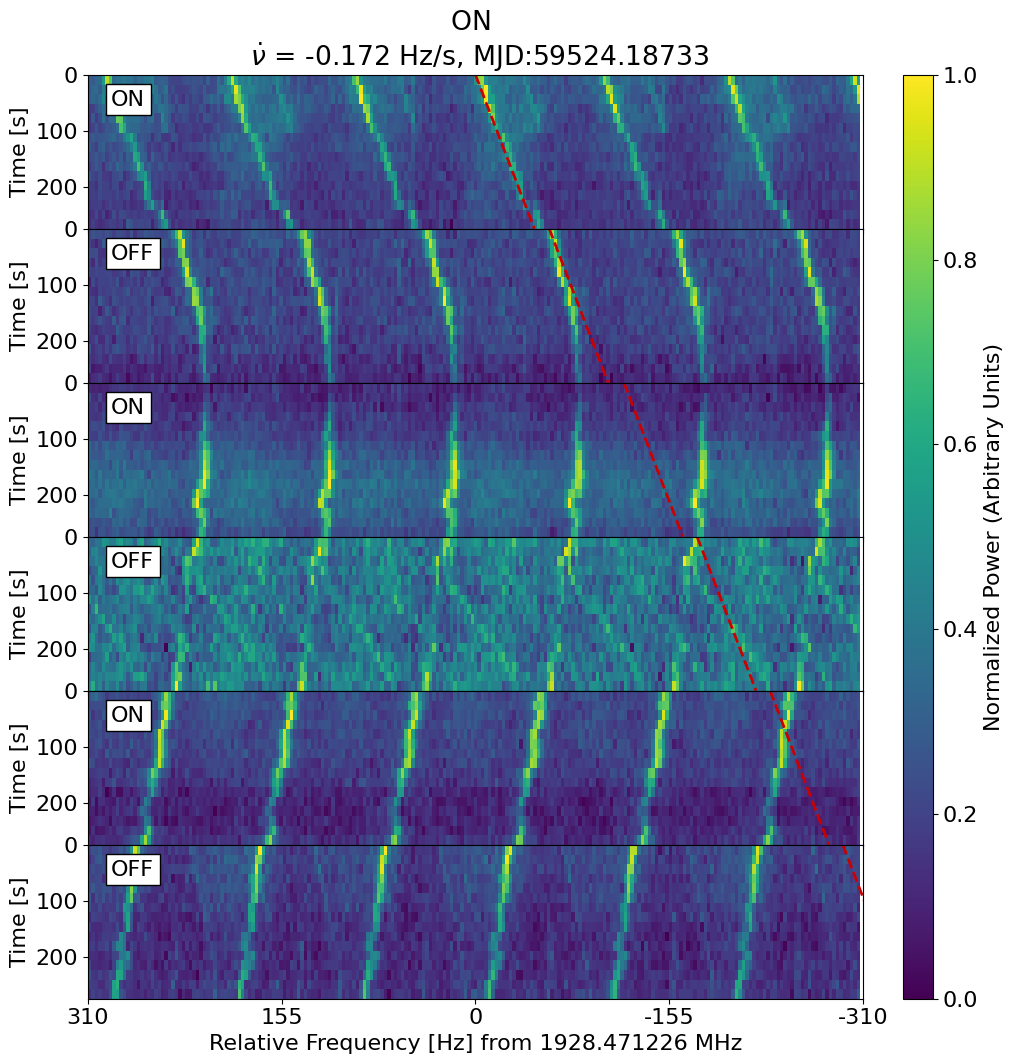 ON
ν̇ = -0.172 Hz/s, MJD:59524.18733
0
100
200
Time [s]
ON
0
100
200
Time [s]
OFF
0
100
200
Time [s]
ON
0
100
200
Time [s]
OFF
0
100
200
Time [s]
ON
0
100
200
Time [s]
OFF
310 155 0 -155 -310
Relative Frequency [Hz] from 1928.471226 MHz
1.0
0.8
0.6
0.4
0.2
0.0
Normalized Power (Arbitrary Units)